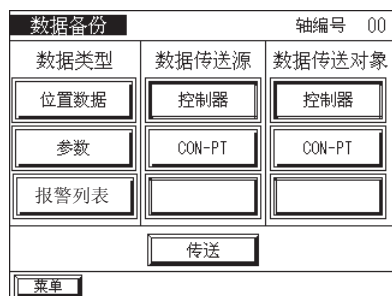 数据备份 轴编号 00
数据类型 数据传送源 数据传送对象
位置数据 控制器 控制器
参数 CON-PT CON-PT
报警列表
传送
菜单